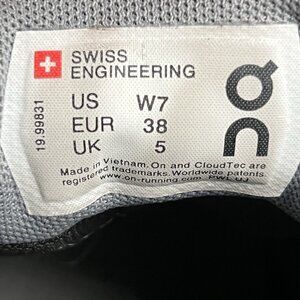 SWISS
ENGINEERING
US W7
EUR 38
UK 5
Made in Vietnam. On and CloudTec are
registered trademarks. Worldwide patents.
www.on-running.com
19.99831